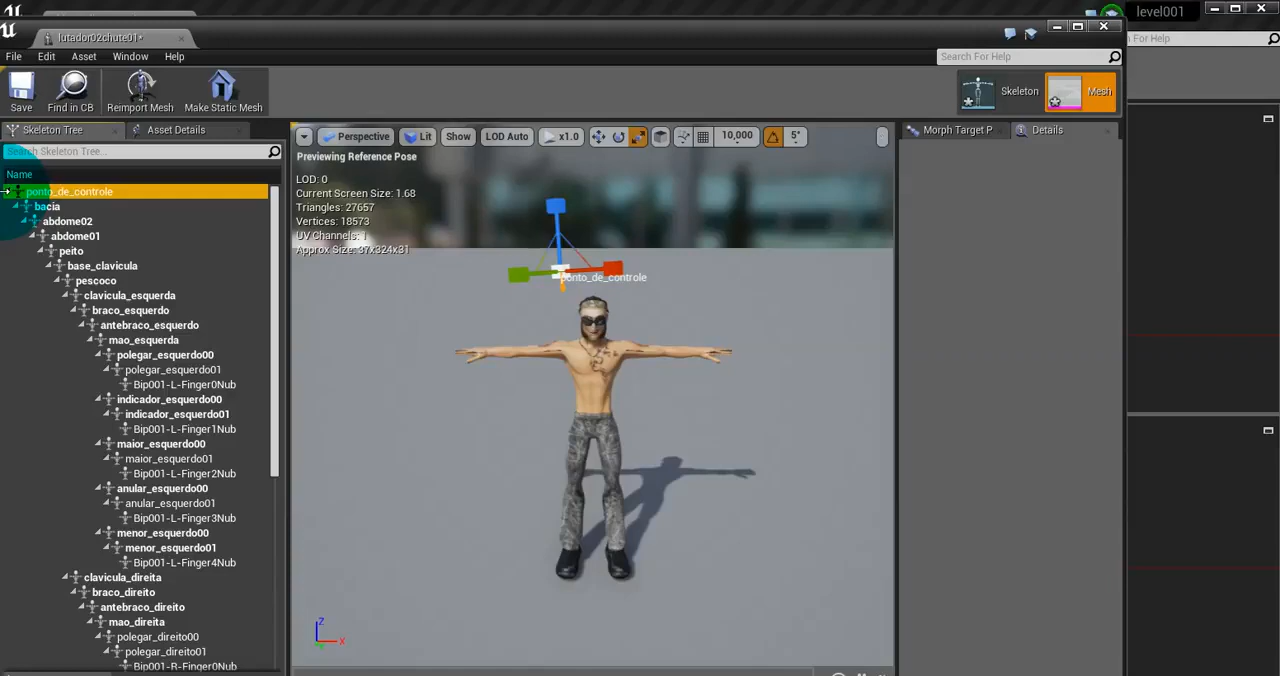 level001
lutador02chute01*
File Edit Asset Window Help
Search For Help
For Help
Save Find in CB Reimport Mesh Make Static Mesh
Skeleton Mesh
Skeleton Tree Asset Details
Perspective Lit Show LOD Auto x1.0 10,000 5°
Morph Target P Details
Search Skeleton Tree...
Previewing Reference Pose
Name
LOD: 0
Current Screen Size: 1.68
Triangles: 27657
Vertices: 18573
UV Channels: 1
Approx Size: 37x324x31
ponto_de_controle
ponto_de_controle
bacia
abdome02
abdome01
peito
base_clavicula
pescoco
clavicula_esquerda
braco_esquerdo
antebraco_esquerdo
mao_esquerda
polegar_esquerdo00
polegar_esquerdo01
Bip001-L-Finger0Nub
indicador_esquerdo00
indicador_esquerdo01
Bip001-L-Finger1Nub
maior_esquerdo00
maior_esquerdo01
Bip001-L-Finger2Nub
anular_esquerdo00
anular_esquerdo01
Bip001-L-Finger3Nub
menor_esquerdo00
menor_esquerdo01
Bip001-L-Finger4Nub
clavicula_direita
braco_direito
antebraco_direito
mao_direita
polegar_direito00
polegar_direito01
Bip001-R-Finger0Nub
Z
X